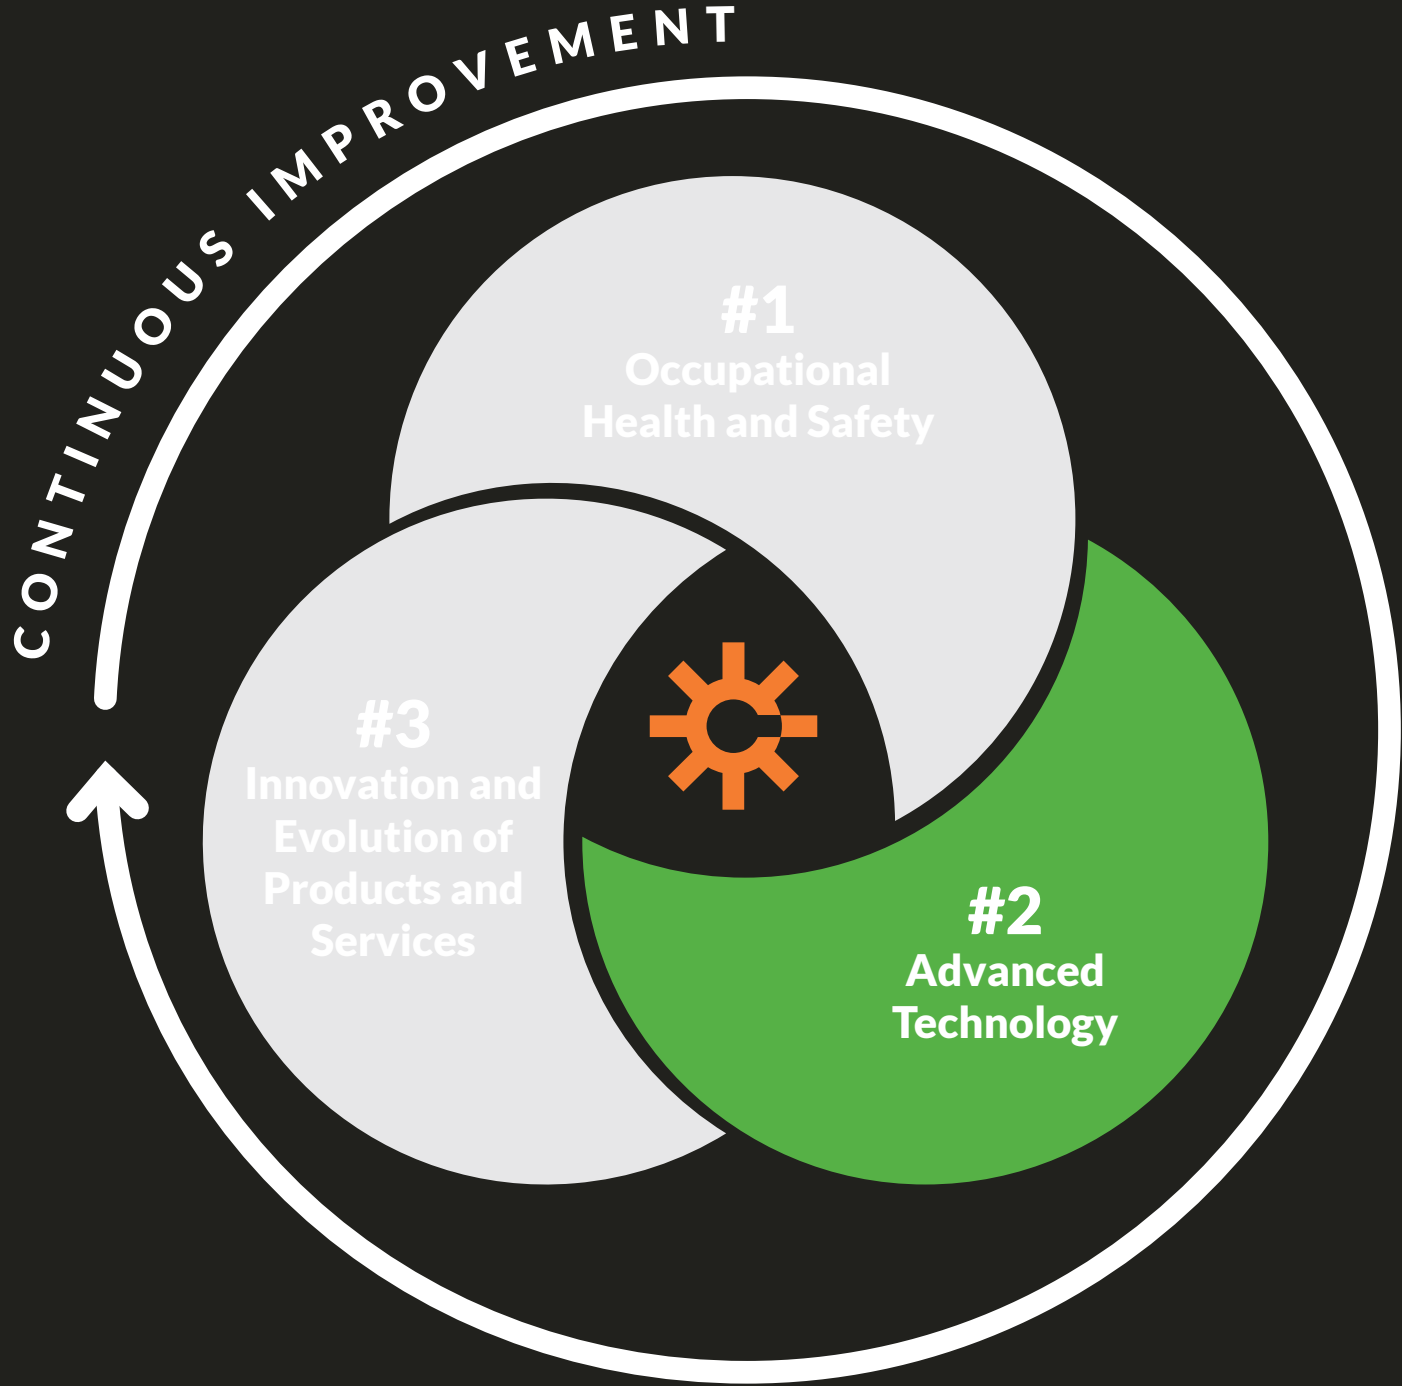 CONTINUOUS IMPROVEMENT
#1
Occupational
Health and Safety
#2
Advanced
Technology
#3
Innovation and
Evolution of
Products and
Services